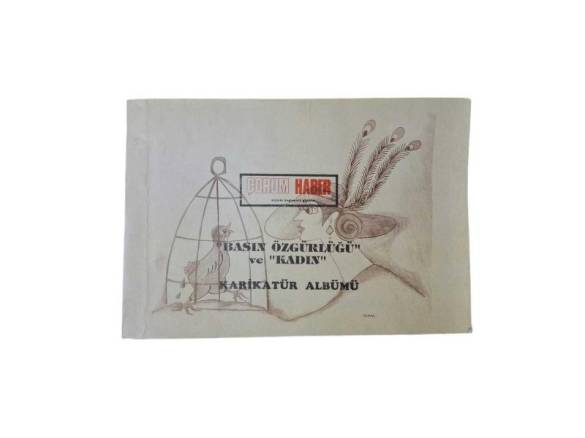 ÇORUM HABER
"BASIN ÖZGÜRLÜĞÜ"
ve "KADIN"
KARİKATÜR ALBÜMÜ